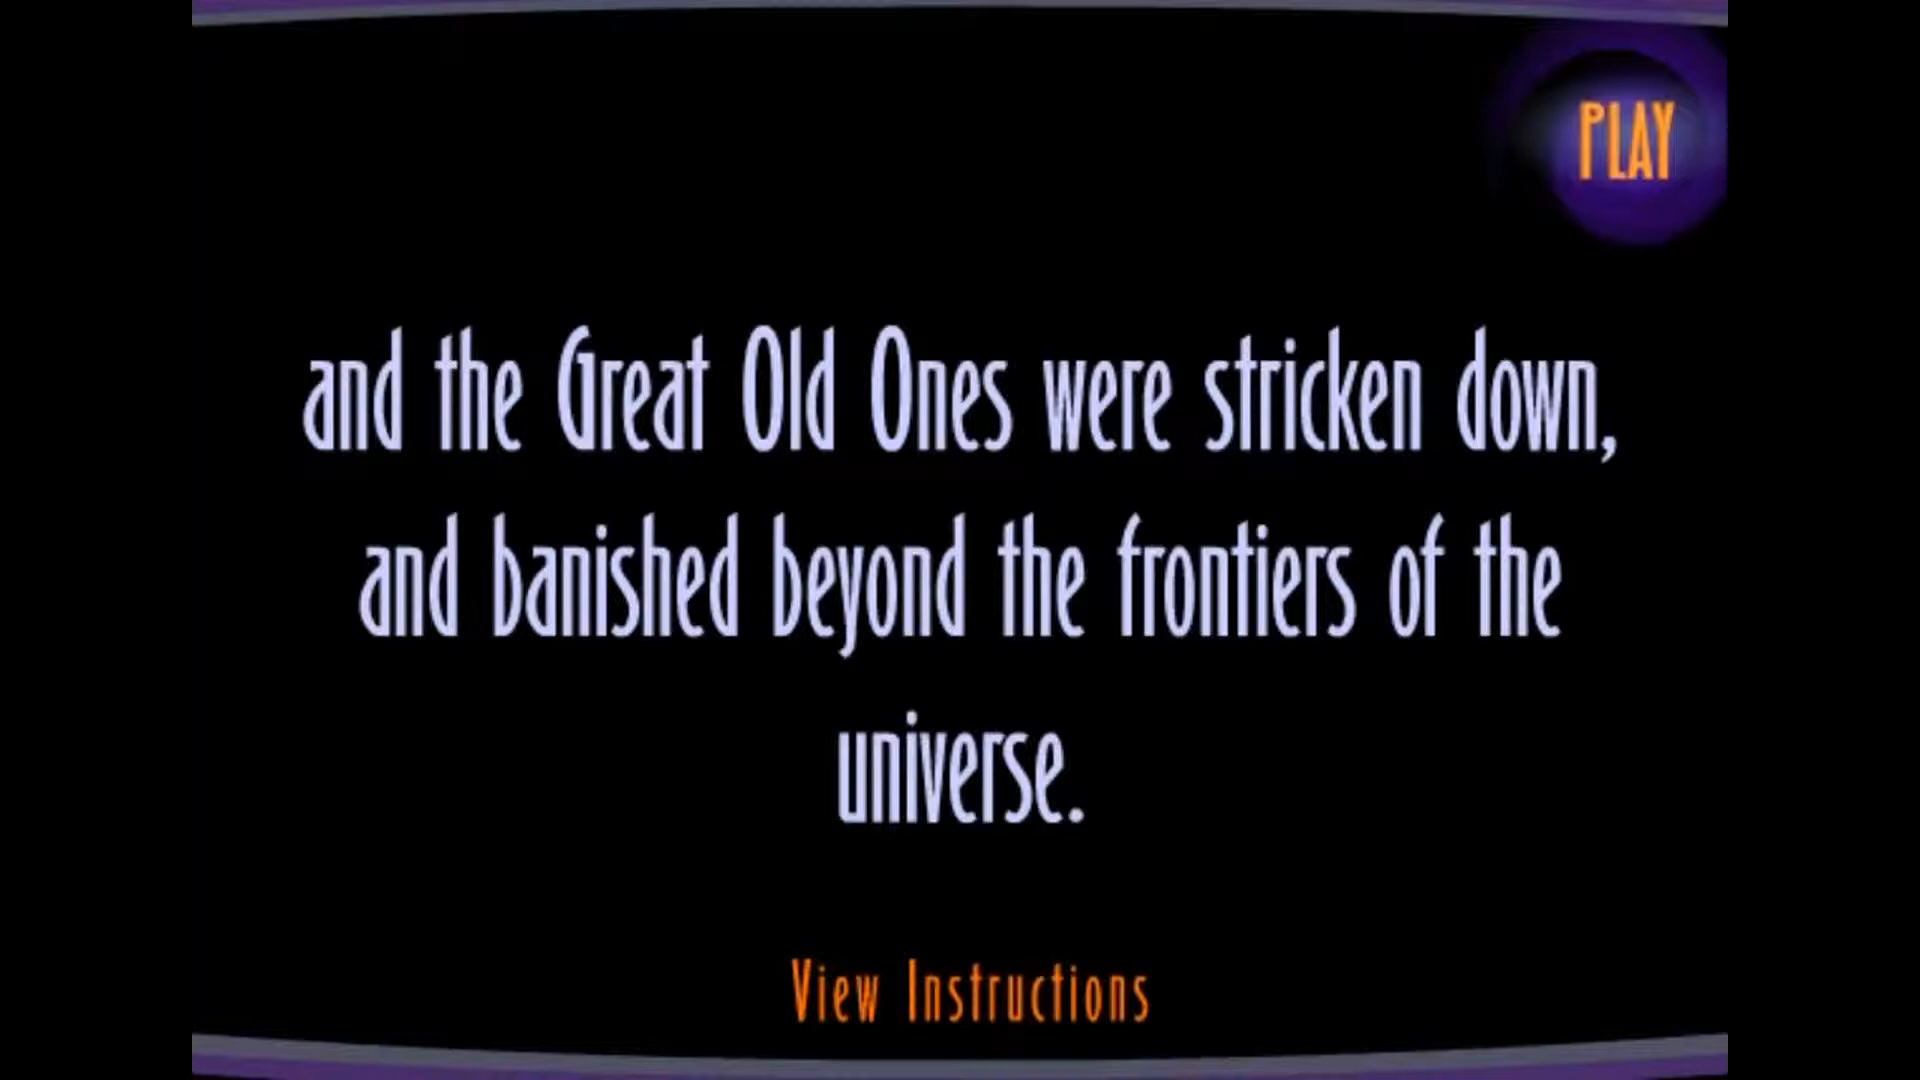 PLAY
and the Great Old Ones were stricken down,
and banished beyond the frontiers of the
universe.
View Instructions